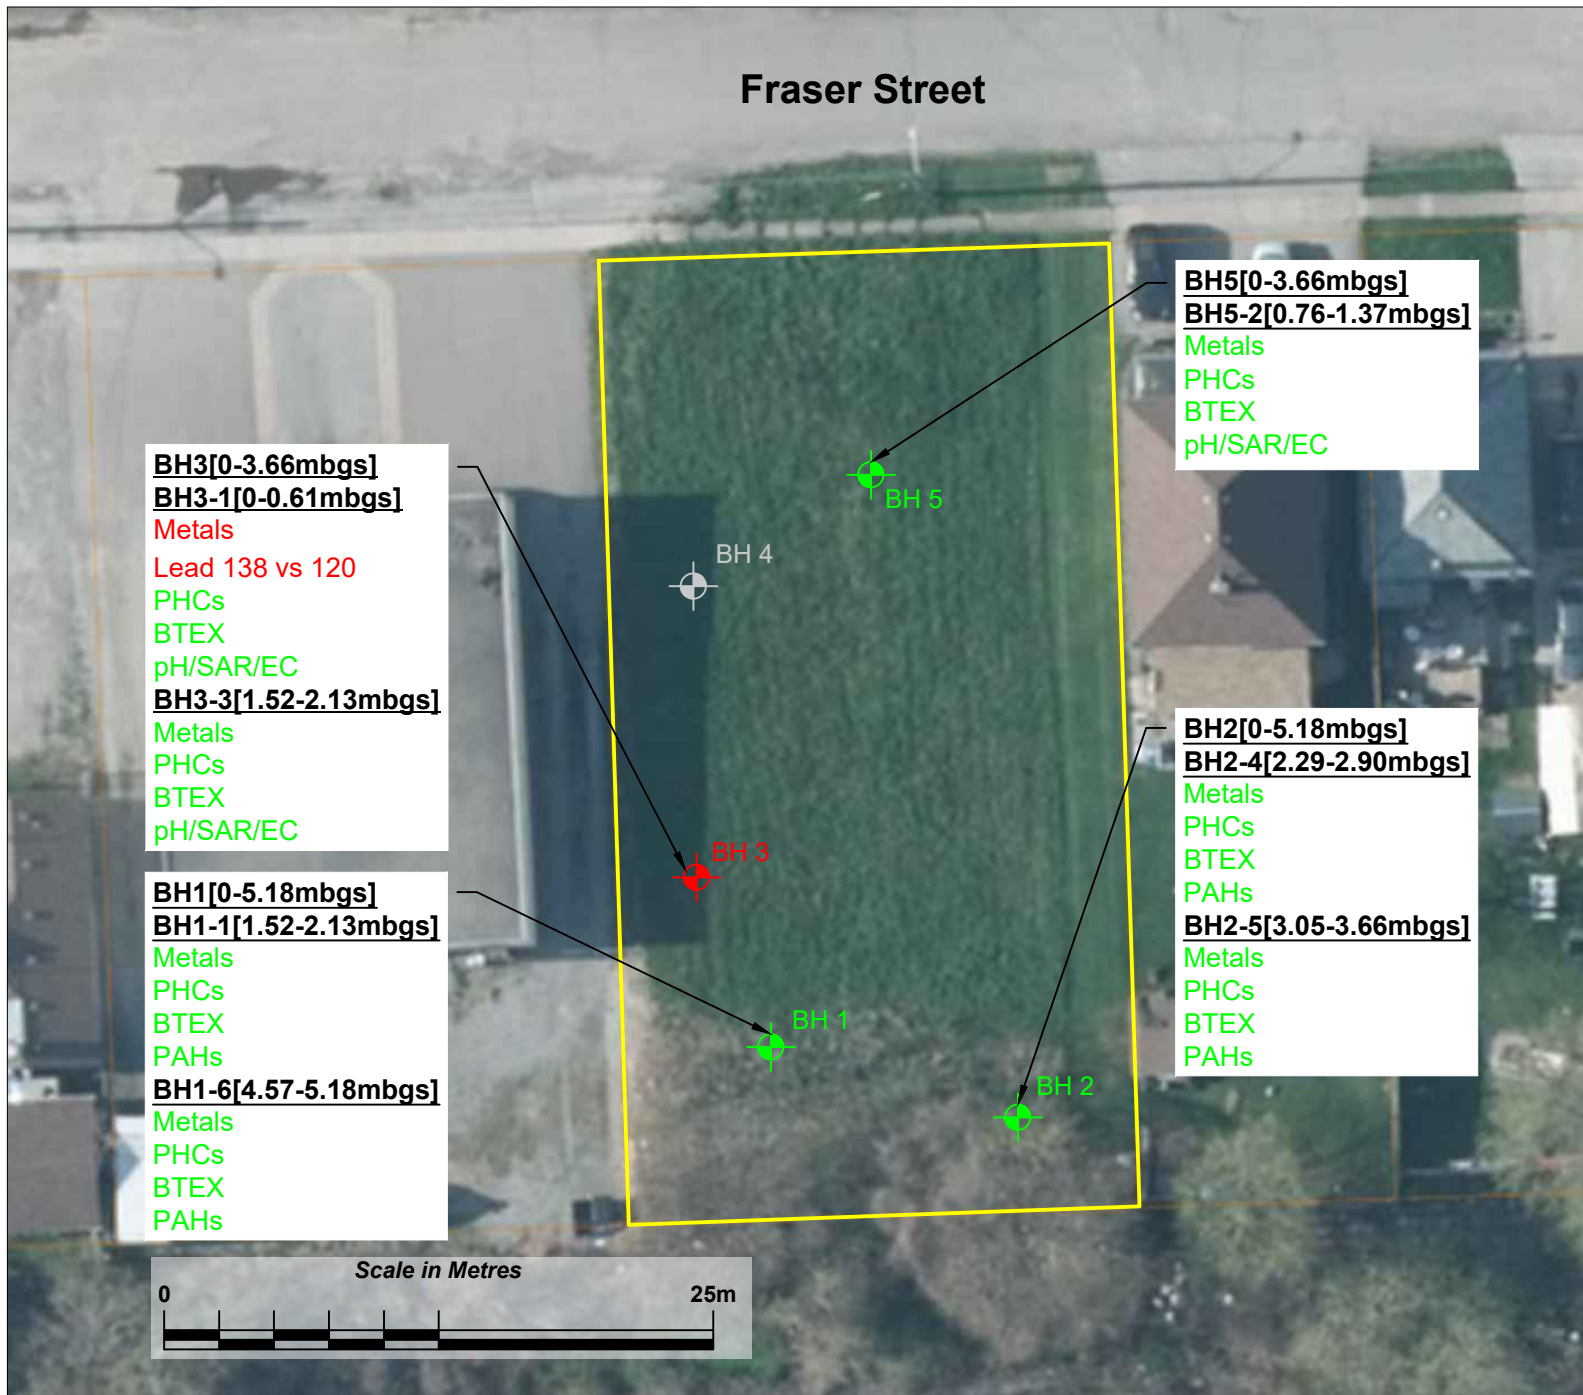 Fraser Street
BH5[0-3.66mbgs]
BH5-2[0.76-1.37mbgs]
Metals
PHCs
BTEX
pH/SAR/EC
BH 5
BH 4
BH3[0-3.66mbgs]
BH3-1[0-0.61mbgs]
Metals
Lead 138 vs 120
PHCs
BTEX
pH/SAR/EC
BH3-3[1.52-2.13mbgs]
Metals
PHCs
BTEX
pH/SAR/EC
BH 3
BH2[0-5.18mbgs]
BH2-4[2.29-2.90mbgs]
Metals
PHCs
BTEX
PAHs
BH2-5[3.05-3.66mbgs]
Metals
PHCs
BTEX
PAHs
BH1[0-5.18mbgs]
BH1-1[1.52-2.13mbgs]
Metals
PHCs
BTEX
PAHs
BH1-6[4.57-5.18mbgs]
Metals
PHCs
BTEX
PAHs
BH 1
BH 2
Scale in Metres
0 25m